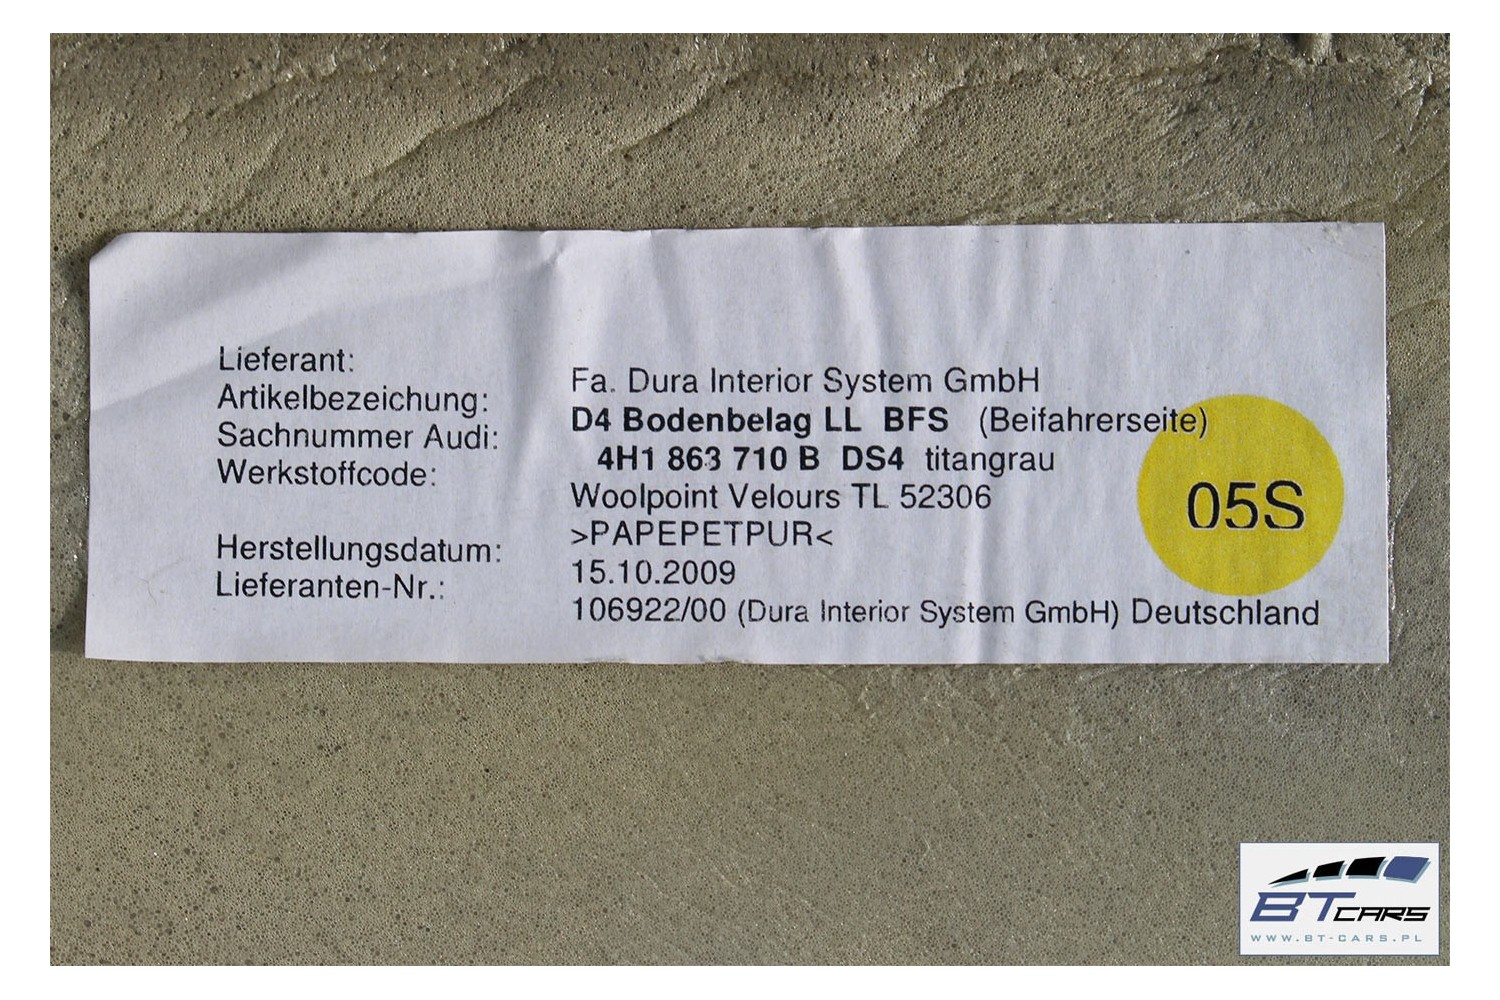 Lieferant: Fa. Dura Interior System GmbH
Artikelbezeichung: D4 Bodenbelag LL BFS (Beifahrerseite)
Sachnummer Audi: 4H1 863 710 B DS4 titangrau
Werkstoffcode: Woolpoint Velours TL 52306
>PAPEPETPUR<
Herstellungsdatum: 15.10.2009
Lieferanten-Nr.: 106922/00 (Dura Interior System GmbH) Deutschland
05S
BT CARS
WWW.BT-CARS.PL